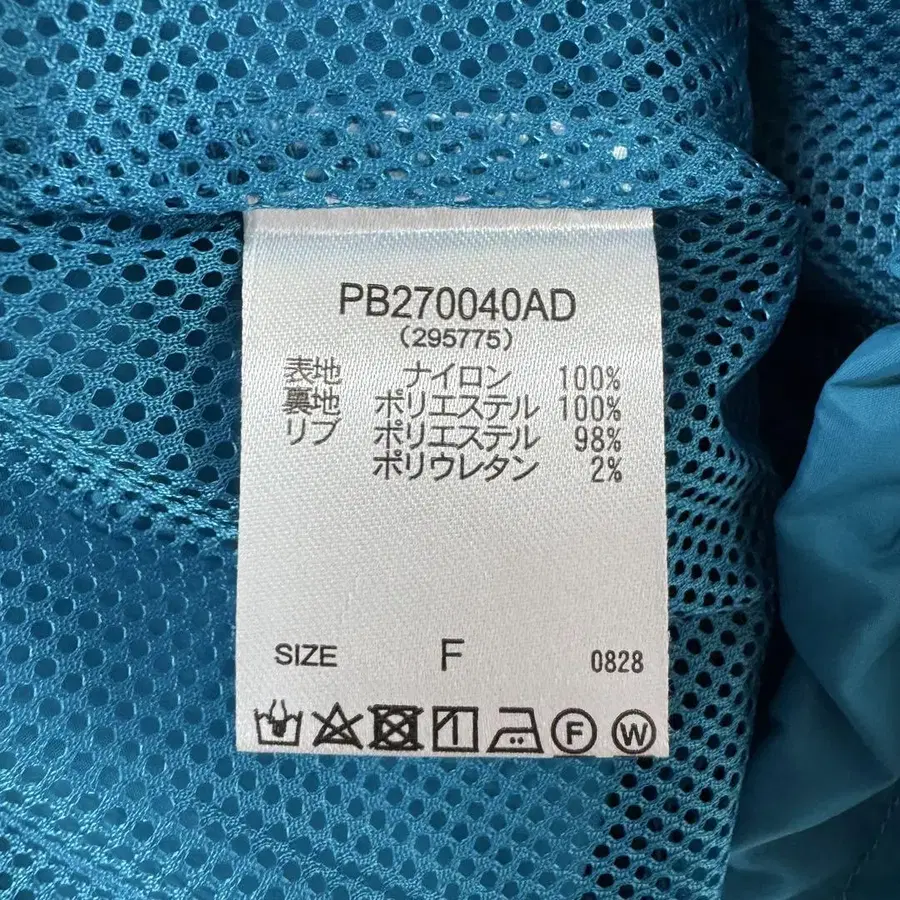 PB270040AD
(295775)
表地 ナイロン 100%
裏地 ポリエステル 100%
リブ ポリエステル 98%
ポリウレタン 2%
SIZE F 0828
F W